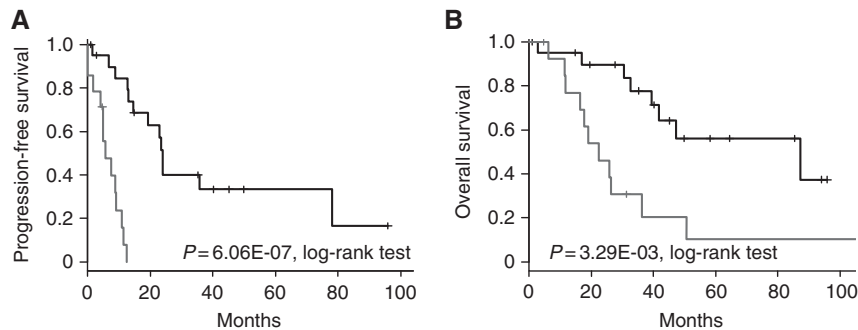 A
Progression-free survival
1.0
0.8
0.6
0.4
0.2
0
P=6.06E-07, log-rank test
0 20 40 60 80 100
Months
B
Overall survival
1.0
0.8
0.6
0.4
0.2
0
P=3.29E-03, log-rank test
0 20 40 60 80 100
Months